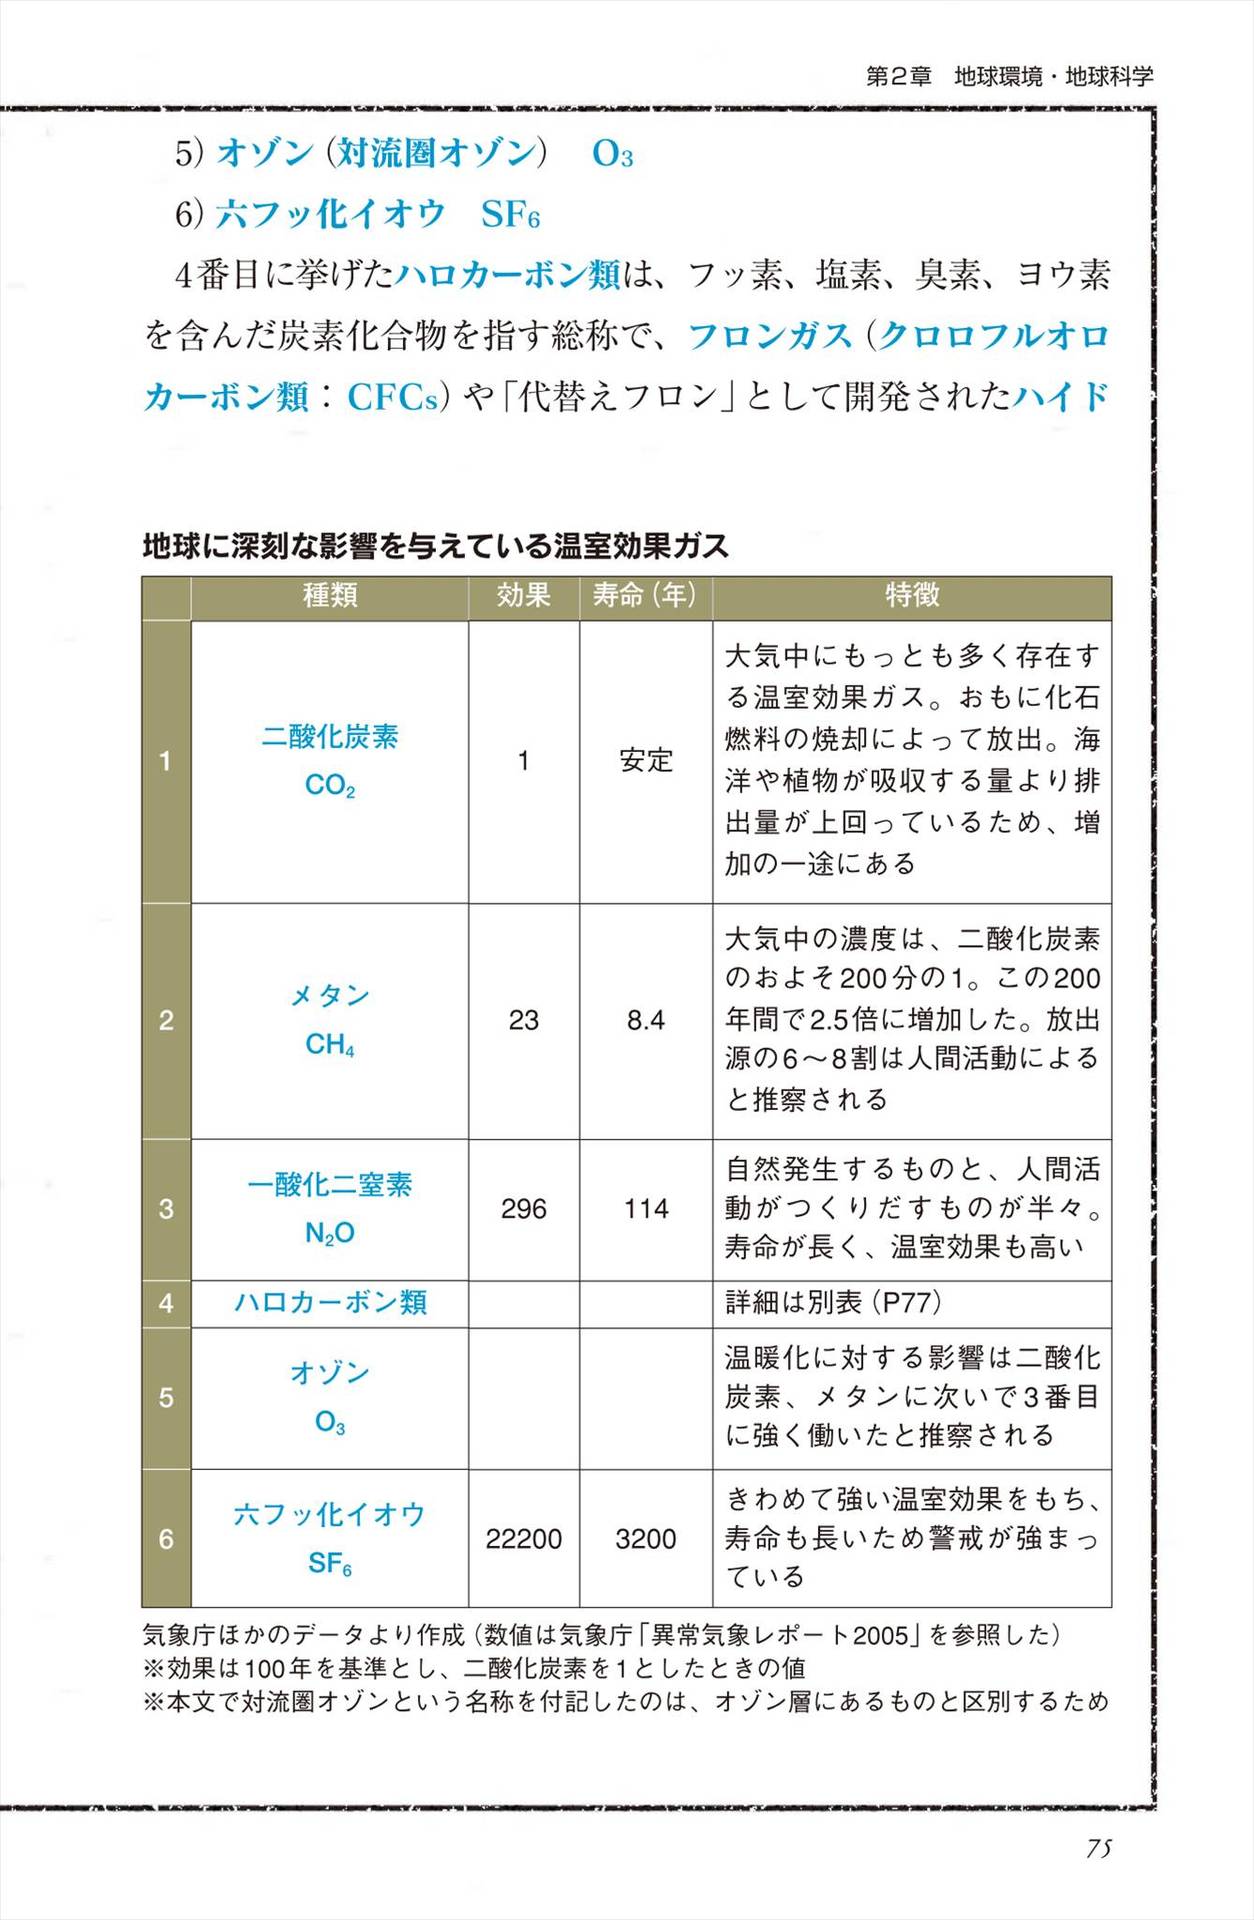 第2章　地球環境・地球科学
5）オゾン（対流圏オゾン）　O₃
6）六フッ化イオウ　SF₆
4番目に挙げたハロカーボン類は、フッ素、塩素、臭素、ヨウ素
を含んだ炭素化合物を指す総称で、フロンガス（クロロフルオロ
カーボン類：CFCs）や「代替えフロン」として開発されたハイド
地球に深刻な影響を与えている温室効果ガス
種類　効果　寿命（年）　特徴
1　二酸化炭素　CO₂　1　安定
大気中にもっとも多く存在す
る温室効果ガス。おもに化石
燃料の焼却によって放出。海
洋や植物が吸収する量より排
出量が上回っているため、増
加の一途にある
2　メタン　CH₄　23　8.4
大気中の濃度は、二酸化炭素
のおよそ200分の1。この200
年間で2.5倍に増加した。放出
源の6〜8割は人間活動による
と推察される
3　一酸化二窒素　N₂O　296　114
自然発生するものと、人間活
動がつくりだすものが半々。
寿命が長く、温室効果も高い
4　ハロカーボン類　詳細は別表（P77）
5　オゾン　O₃
温暖化に対する影響は二酸化
炭素、メタンに次いで3番目
に強く働いたと推察される
6　六フッ化イオウ　SF₆　22200　3200
きわめて強い温室効果をもち、
寿命も長いため警戒が強まっ
ている
気象庁ほかのデータより作成（数値は気象庁「異常気象レポート2005」を参照した）
※効果は100年を基準とし、二酸化炭素を1としたときの値
※本文で対流圏オゾンという名称を付記したのは、オゾン層にあるものと区別するため
75